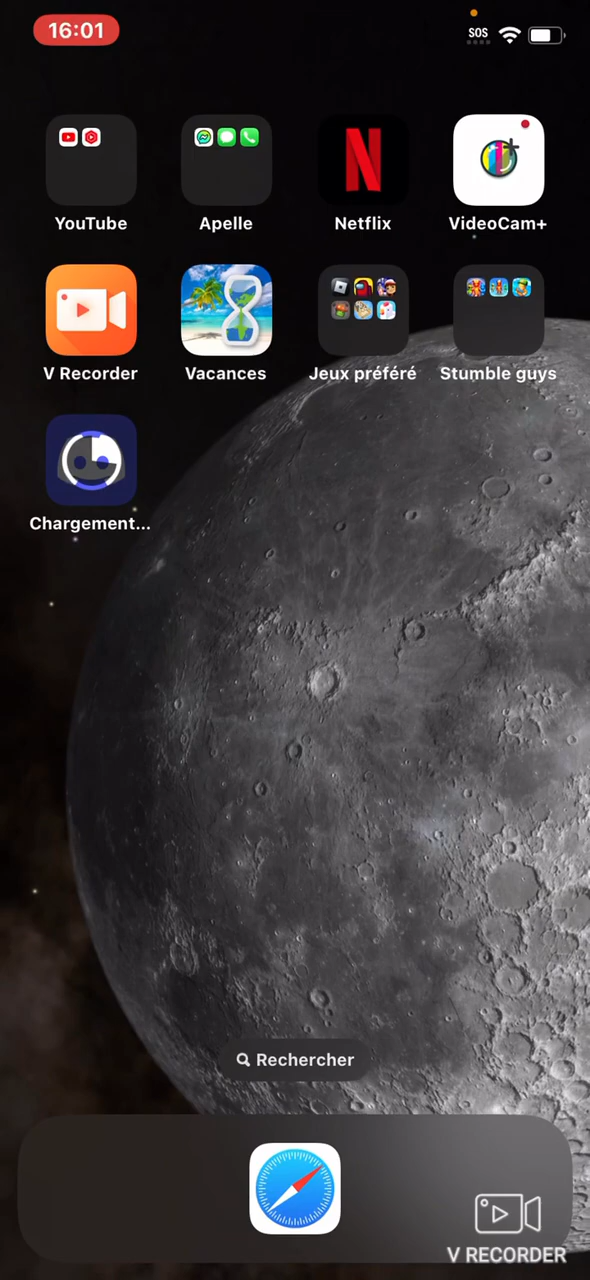 16:01
SOS
YouTube
Apelle
Netflix
VideoCam+
V Recorder
Vacances
Jeux préféré
Stumble guys
Chargement...
Rechercher
V RECORDER